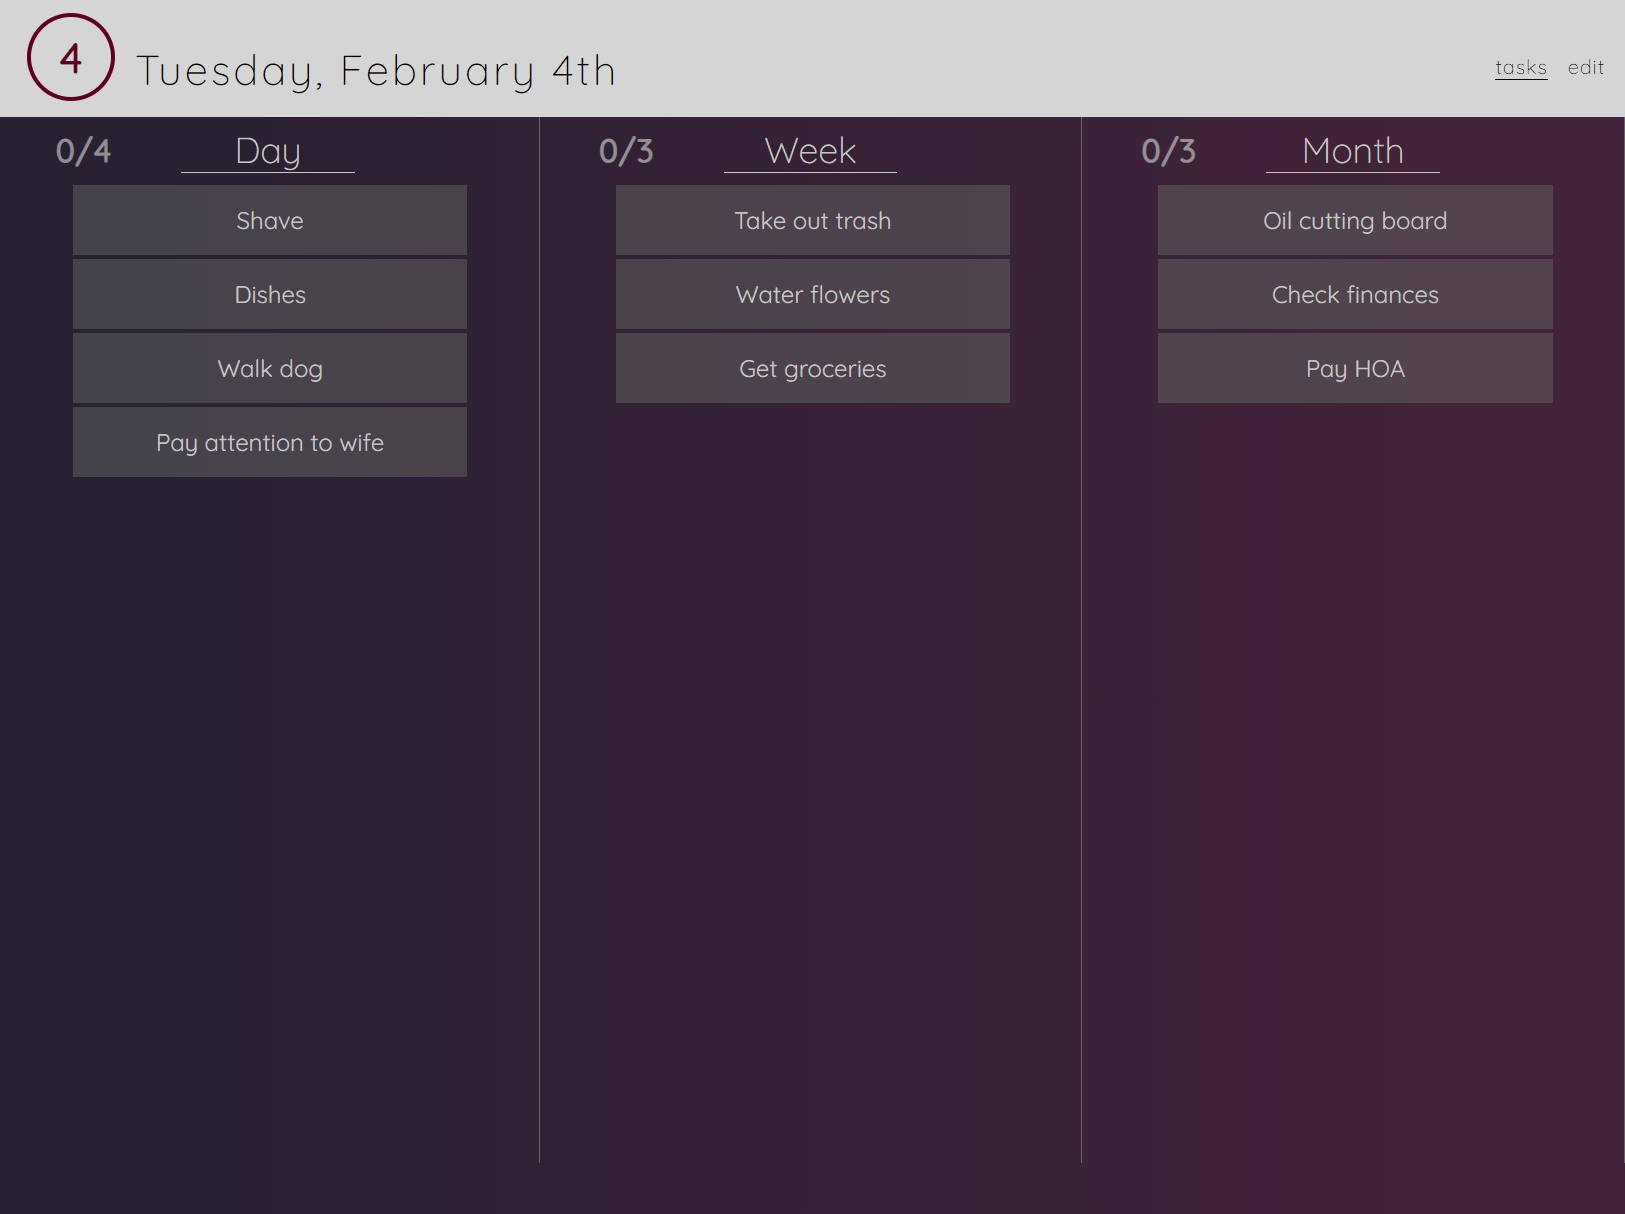 4
Tuesday, February 4th
tasks edit
0/4 Day
Shave
Dishes
Walk dog
Pay attention to wife
0/3 Week
Take out trash
Water flowers
Get groceries
0/3 Month
Oil cutting board
Check finances
Pay HOA